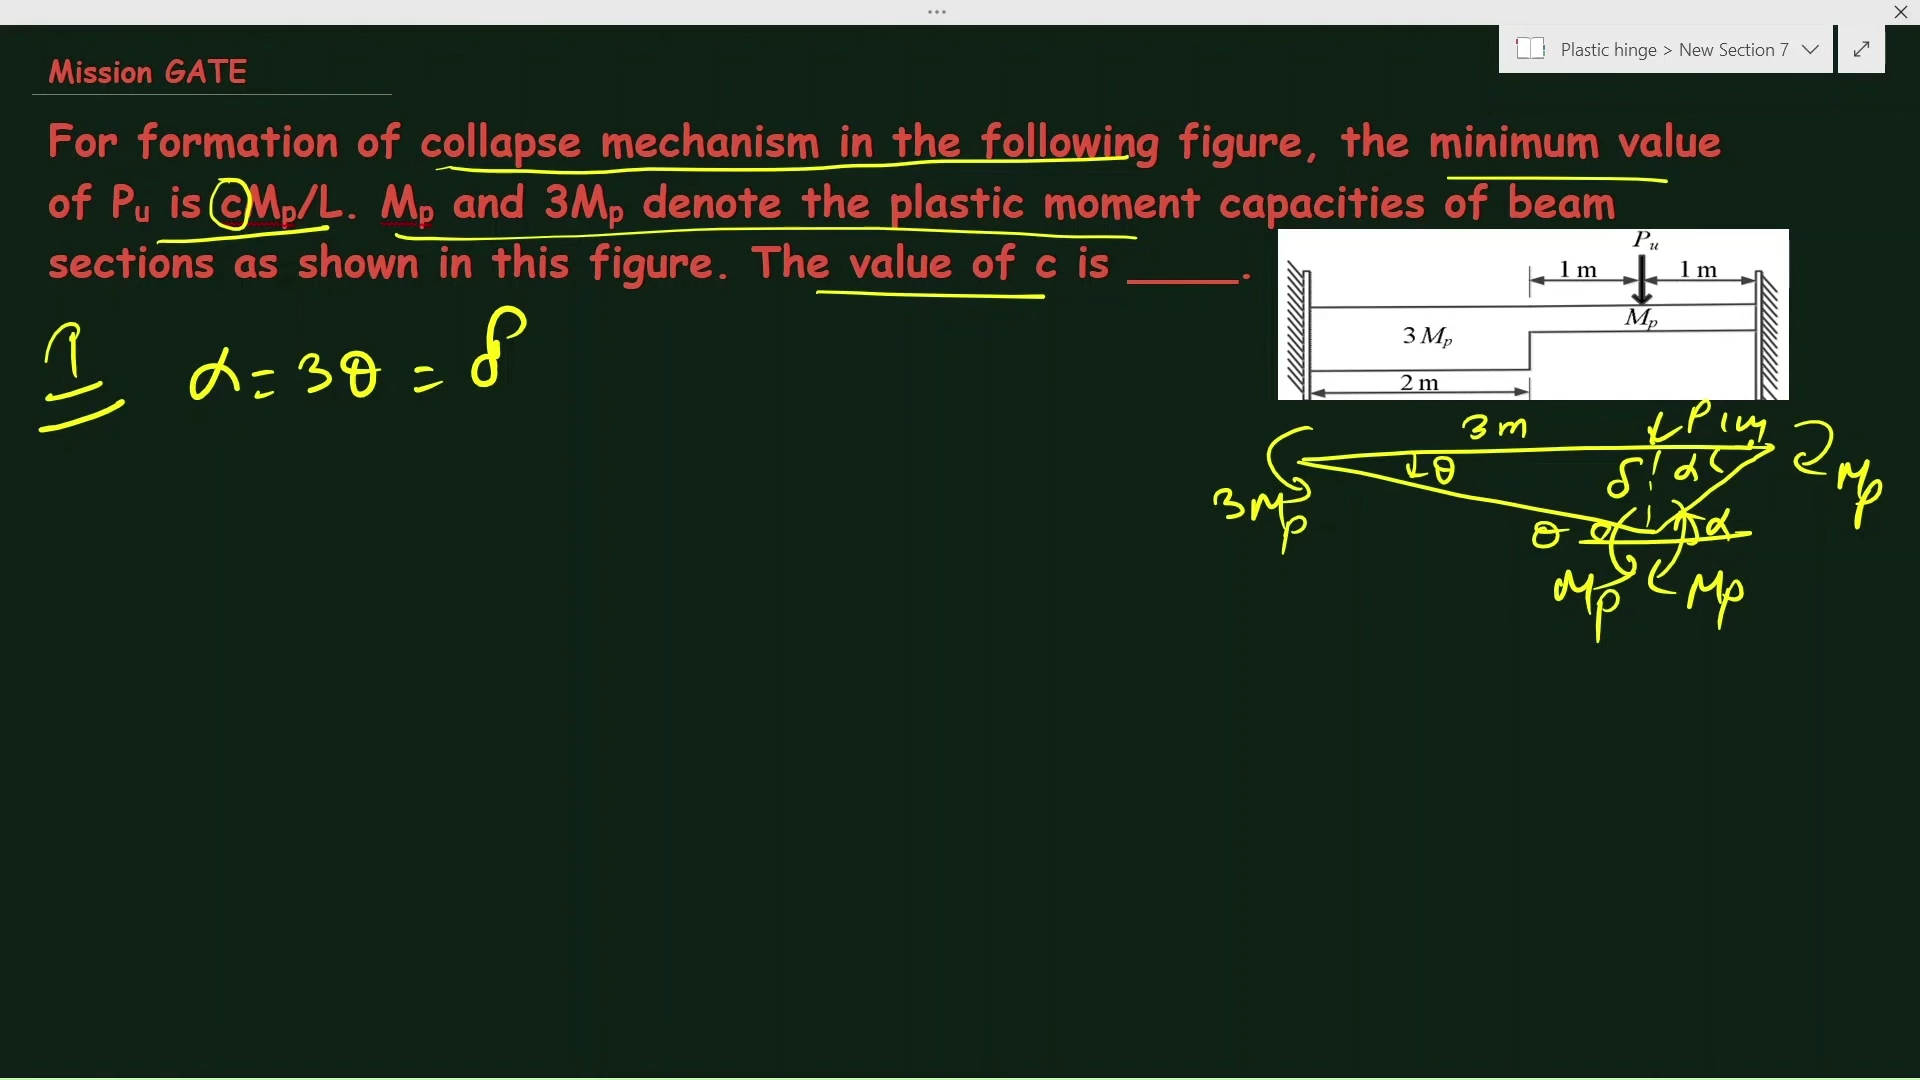 Plastic hinge > New Section 7
Mission GATE
For formation of collapse mechanism in the following figure, the minimum value
of Pᵤ is cMₚ/L. Mₚ and 3Mₚ denote the plastic moment capacities of beam
sections as shown in this figure. The value of c is _____.
Pᵤ
1 m 1 m
3 Mₚ Mₚ
2 m
1 α = 3θ = δ
3 m P 1m
θ δ α
3Mₚ Mₚ
θ α
Mₚ Mₚ